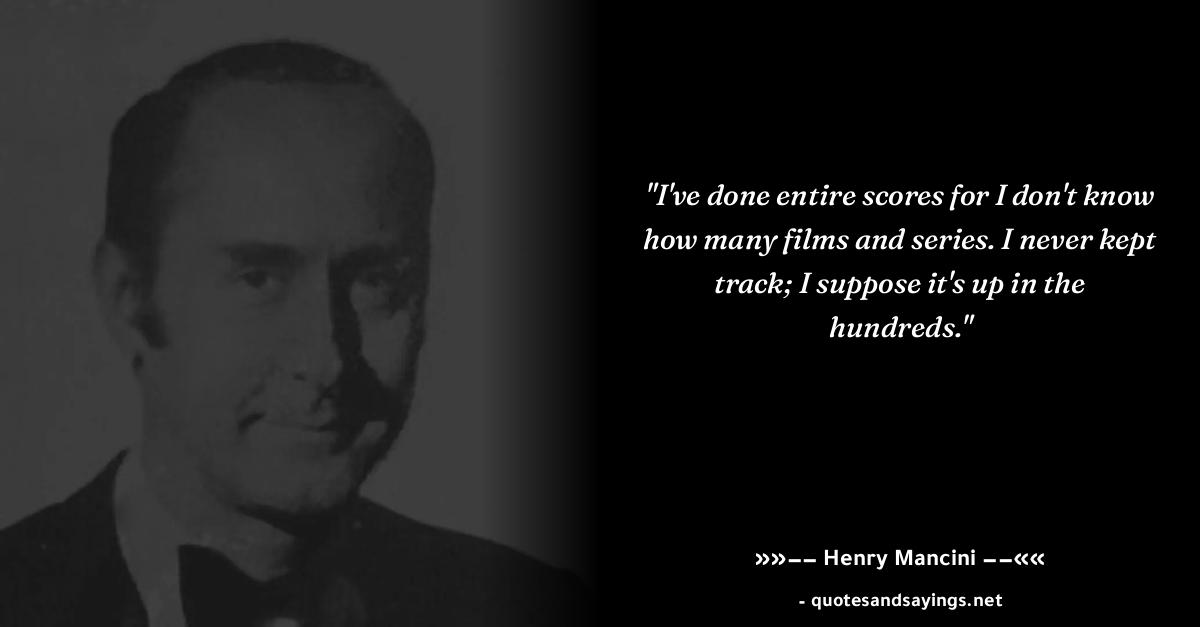 "I've done entire scores for I don't know
how many films and series. I never kept
track; I suppose it's up in the
hundreds."
»»−− Henry Mancini −−««
- quotesandsayings.net